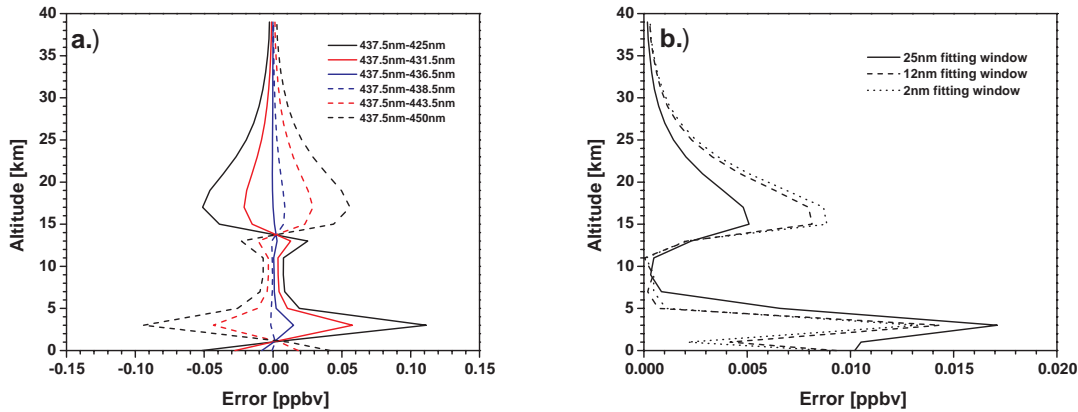 a.)
437.5nm-425nm
437.5nm-431.5nm
437.5nm-436.5nm
437.5nm-438.5nm
437.5nm-443.5nm
437.5nm-450nm
Altitude [km]
40
35
30
25
20
15
10
5
0
-0.15 -0.10 -0.05 0.00 0.05 0.10 0.15
Error [ppbv]
b.)
25nm fitting window
12nm fitting window
2nm fitting window
Altitude [km]
40
35
30
25
20
15
10
5
0
0.000 0.005 0.010 0.015 0.020
Error [ppbv]